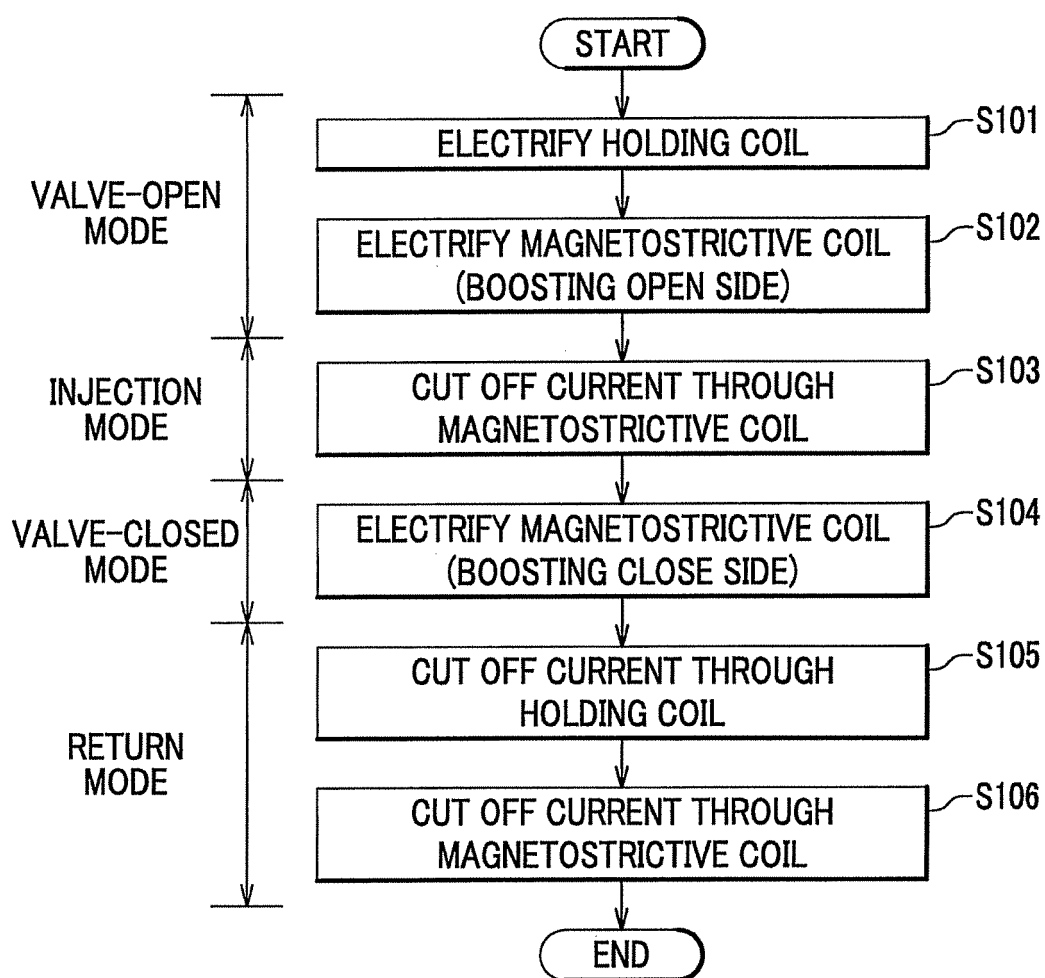 START
S101
ELECTRIFY HOLDING COIL
VALVE-OPEN
MODE
S102
ELECTRIFY MAGNETOSTRICTIVE COIL
(BOOSTING OPEN SIDE)
INJECTION
MODE
S103
CUT OFF CURRENT THROUGH
MAGNETOSTRICTIVE COIL
VALVE-CLOSED
MODE
S104
ELECTRIFY MAGNETOSTRICTIVE COIL
(BOOSTING CLOSE SIDE)
RETURN
MODE
S105
CUT OFF CURRENT THROUGH
HOLDING COIL
S106
CUT OFF CURRENT THROUGH
MAGNETOSTRICTIVE COIL
END